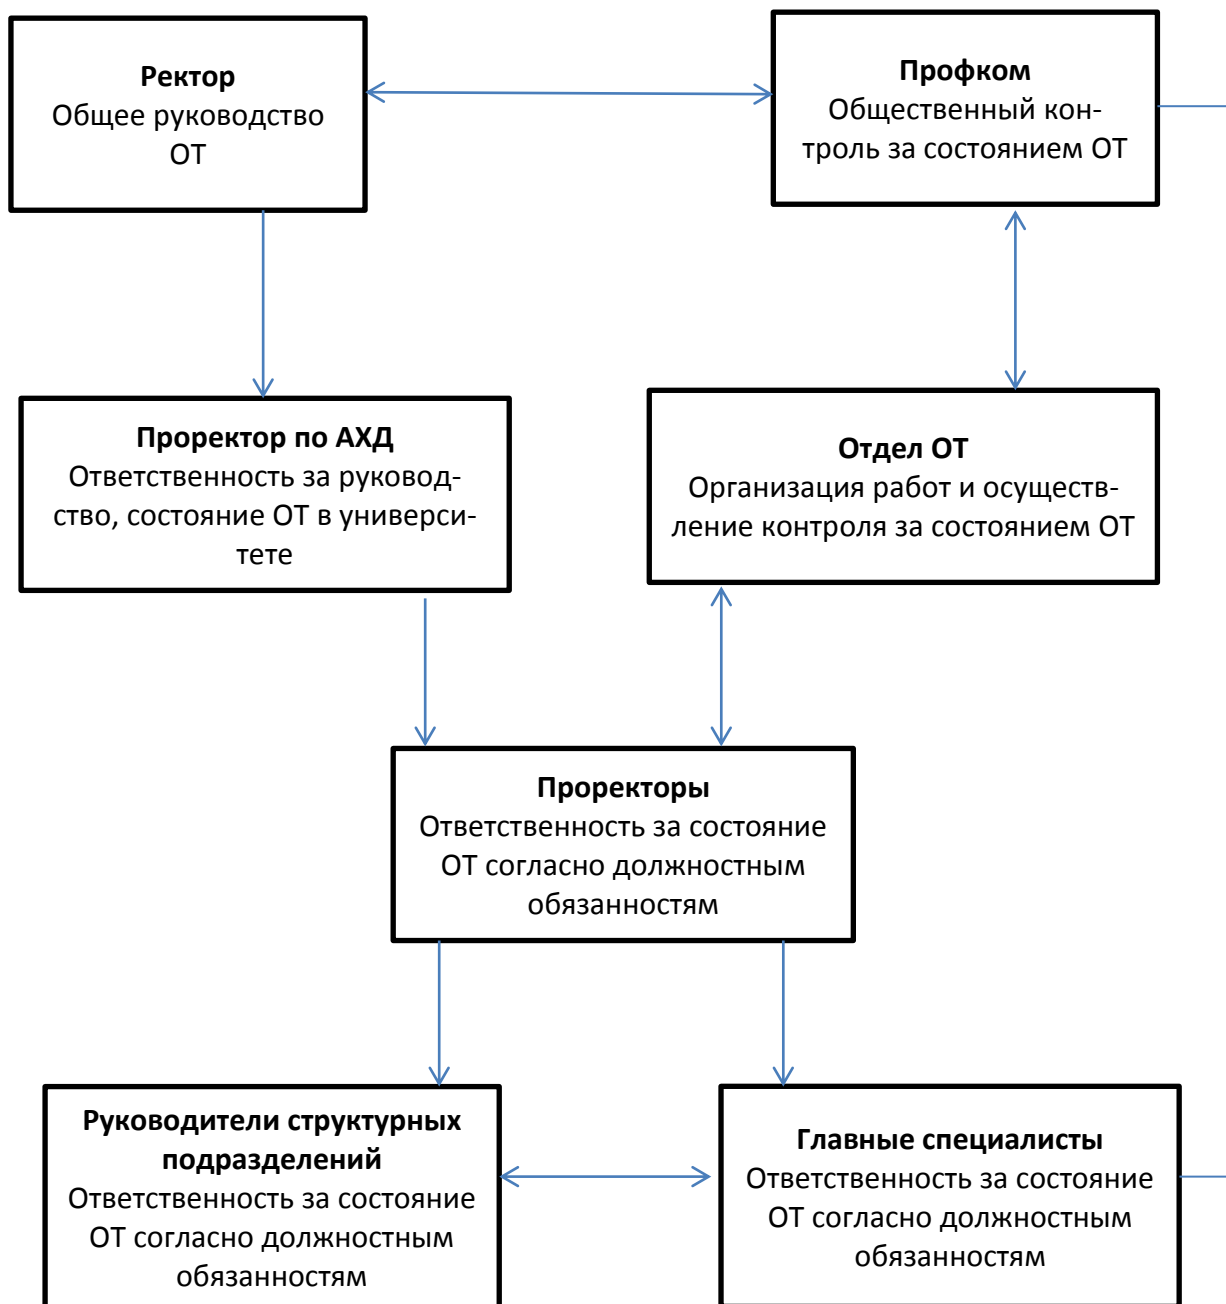 Ректор
Общее руководство
ОТ
Профком
Общественный кон-
троль за состоянием ОТ
Проректор по АХД
Ответственность за руковод-
ство, состояние ОТ в универси-
тете
Отдел ОТ
Организация работ и осуществ-
ление контроля за состоянием ОТ
Проректоры
Ответственность за состояние
ОТ согласно должностным
обязанностям
Руководители структурных
подразделений
Ответственность за состояние
ОТ согласно должностным
обязанностям
Главные специалисты
Ответственность за состояние
ОТ согласно должностным
обязанностям